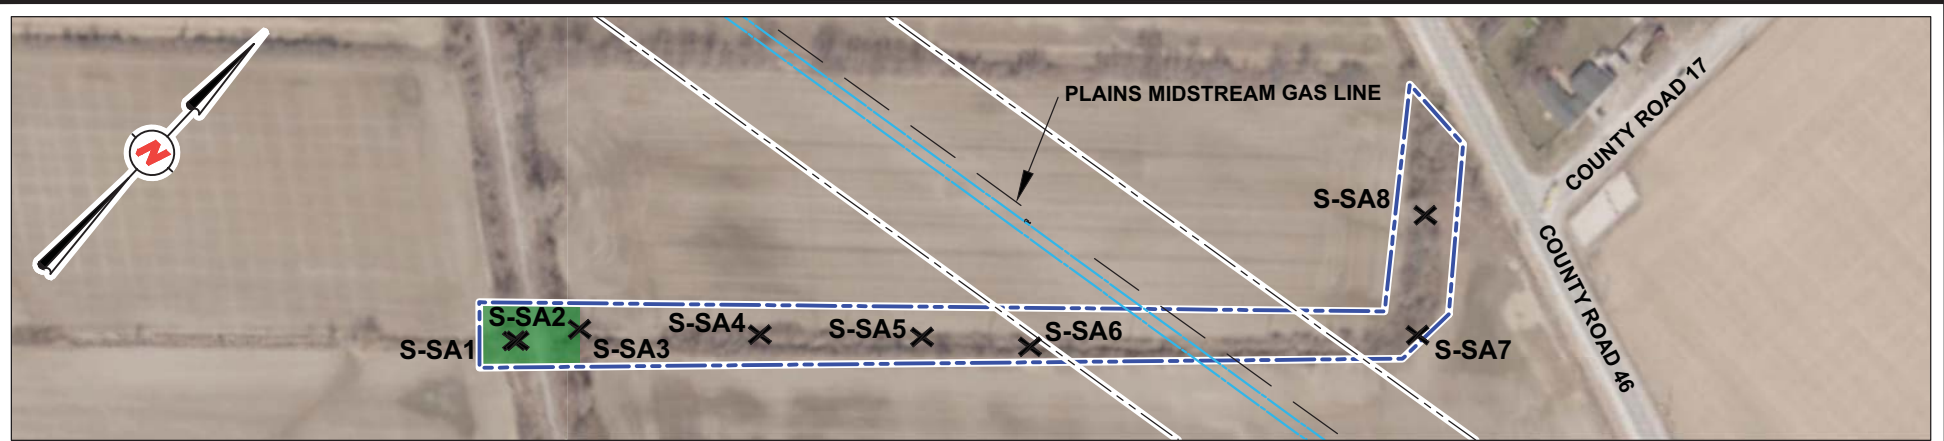 N
PLAINS MIDSTREAM GAS LINE
COUNTY ROAD 17
S-SA8
COUNTY ROAD 46
S-SA2
S-SA1
S-SA3
S-SA4
S-SA5
S-SA6
S-SA7